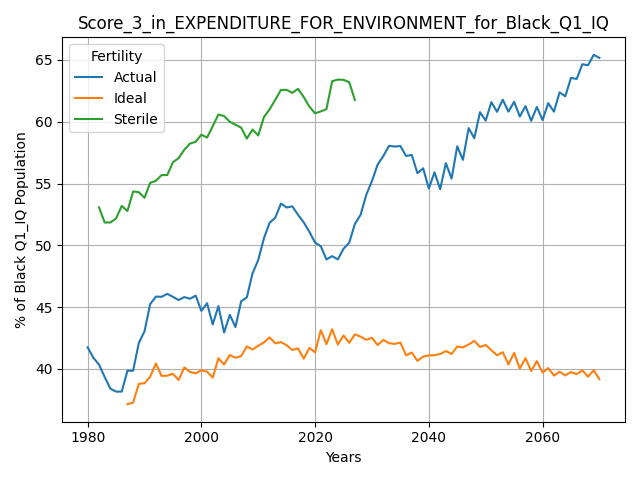 Score_3_in_EXPENDITURE_FOR_ENVIRONMENT_for_Black_Q1_IQ
Fertility
Actual
Ideal
Sterile
% of Black Q1_IQ Population
65
60
55
50
45
40
1980 2000 2020 2040 2060
Years